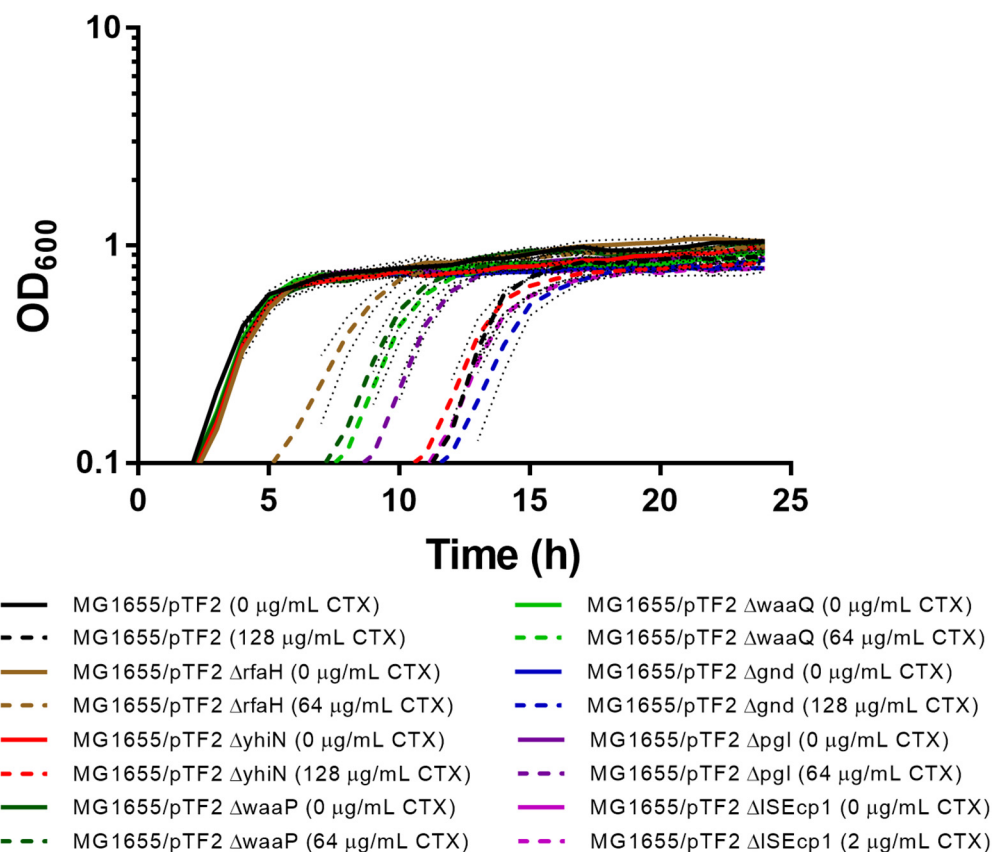 10
1
0.1
OD600
0 5 10 15 20 25
Time (h)
MG1655/pTF2 (0 μg/mL CTX)
MG1655/pTF2 (128 μg/mL CTX)
MG1655/pTF2 ΔrfaH (0 μg/mL CTX)
MG1655/pTF2 ΔrfaH (64 μg/mL CTX)
MG1655/pTF2 ΔyhiN (0 μg/mL CTX)
MG1655/pTF2 ΔyhiN (128 μg/mL CTX)
MG1655/pTF2 ΔwaaP (0 μg/mL CTX)
MG1655/pTF2 ΔwaaP (64 μg/mL CTX)
MG1655/pTF2 ΔwaaQ (0 μg/mL CTX)
MG1655/pTF2 ΔwaaQ (64 μg/mL CTX)
MG1655/pTF2 Δgnd (0 μg/mL CTX)
MG1655/pTF2 Δgnd (128 μg/mL CTX)
MG1655/pTF2 ΔpgI (0 μg/mL CTX)
MG1655/pTF2 ΔpgI (64 μg/mL CTX)
MG1655/pTF2 ΔISEcp1 (0 μg/mL CTX)
MG1655/pTF2 ΔISEcp1 (2 μg/mL CTX)